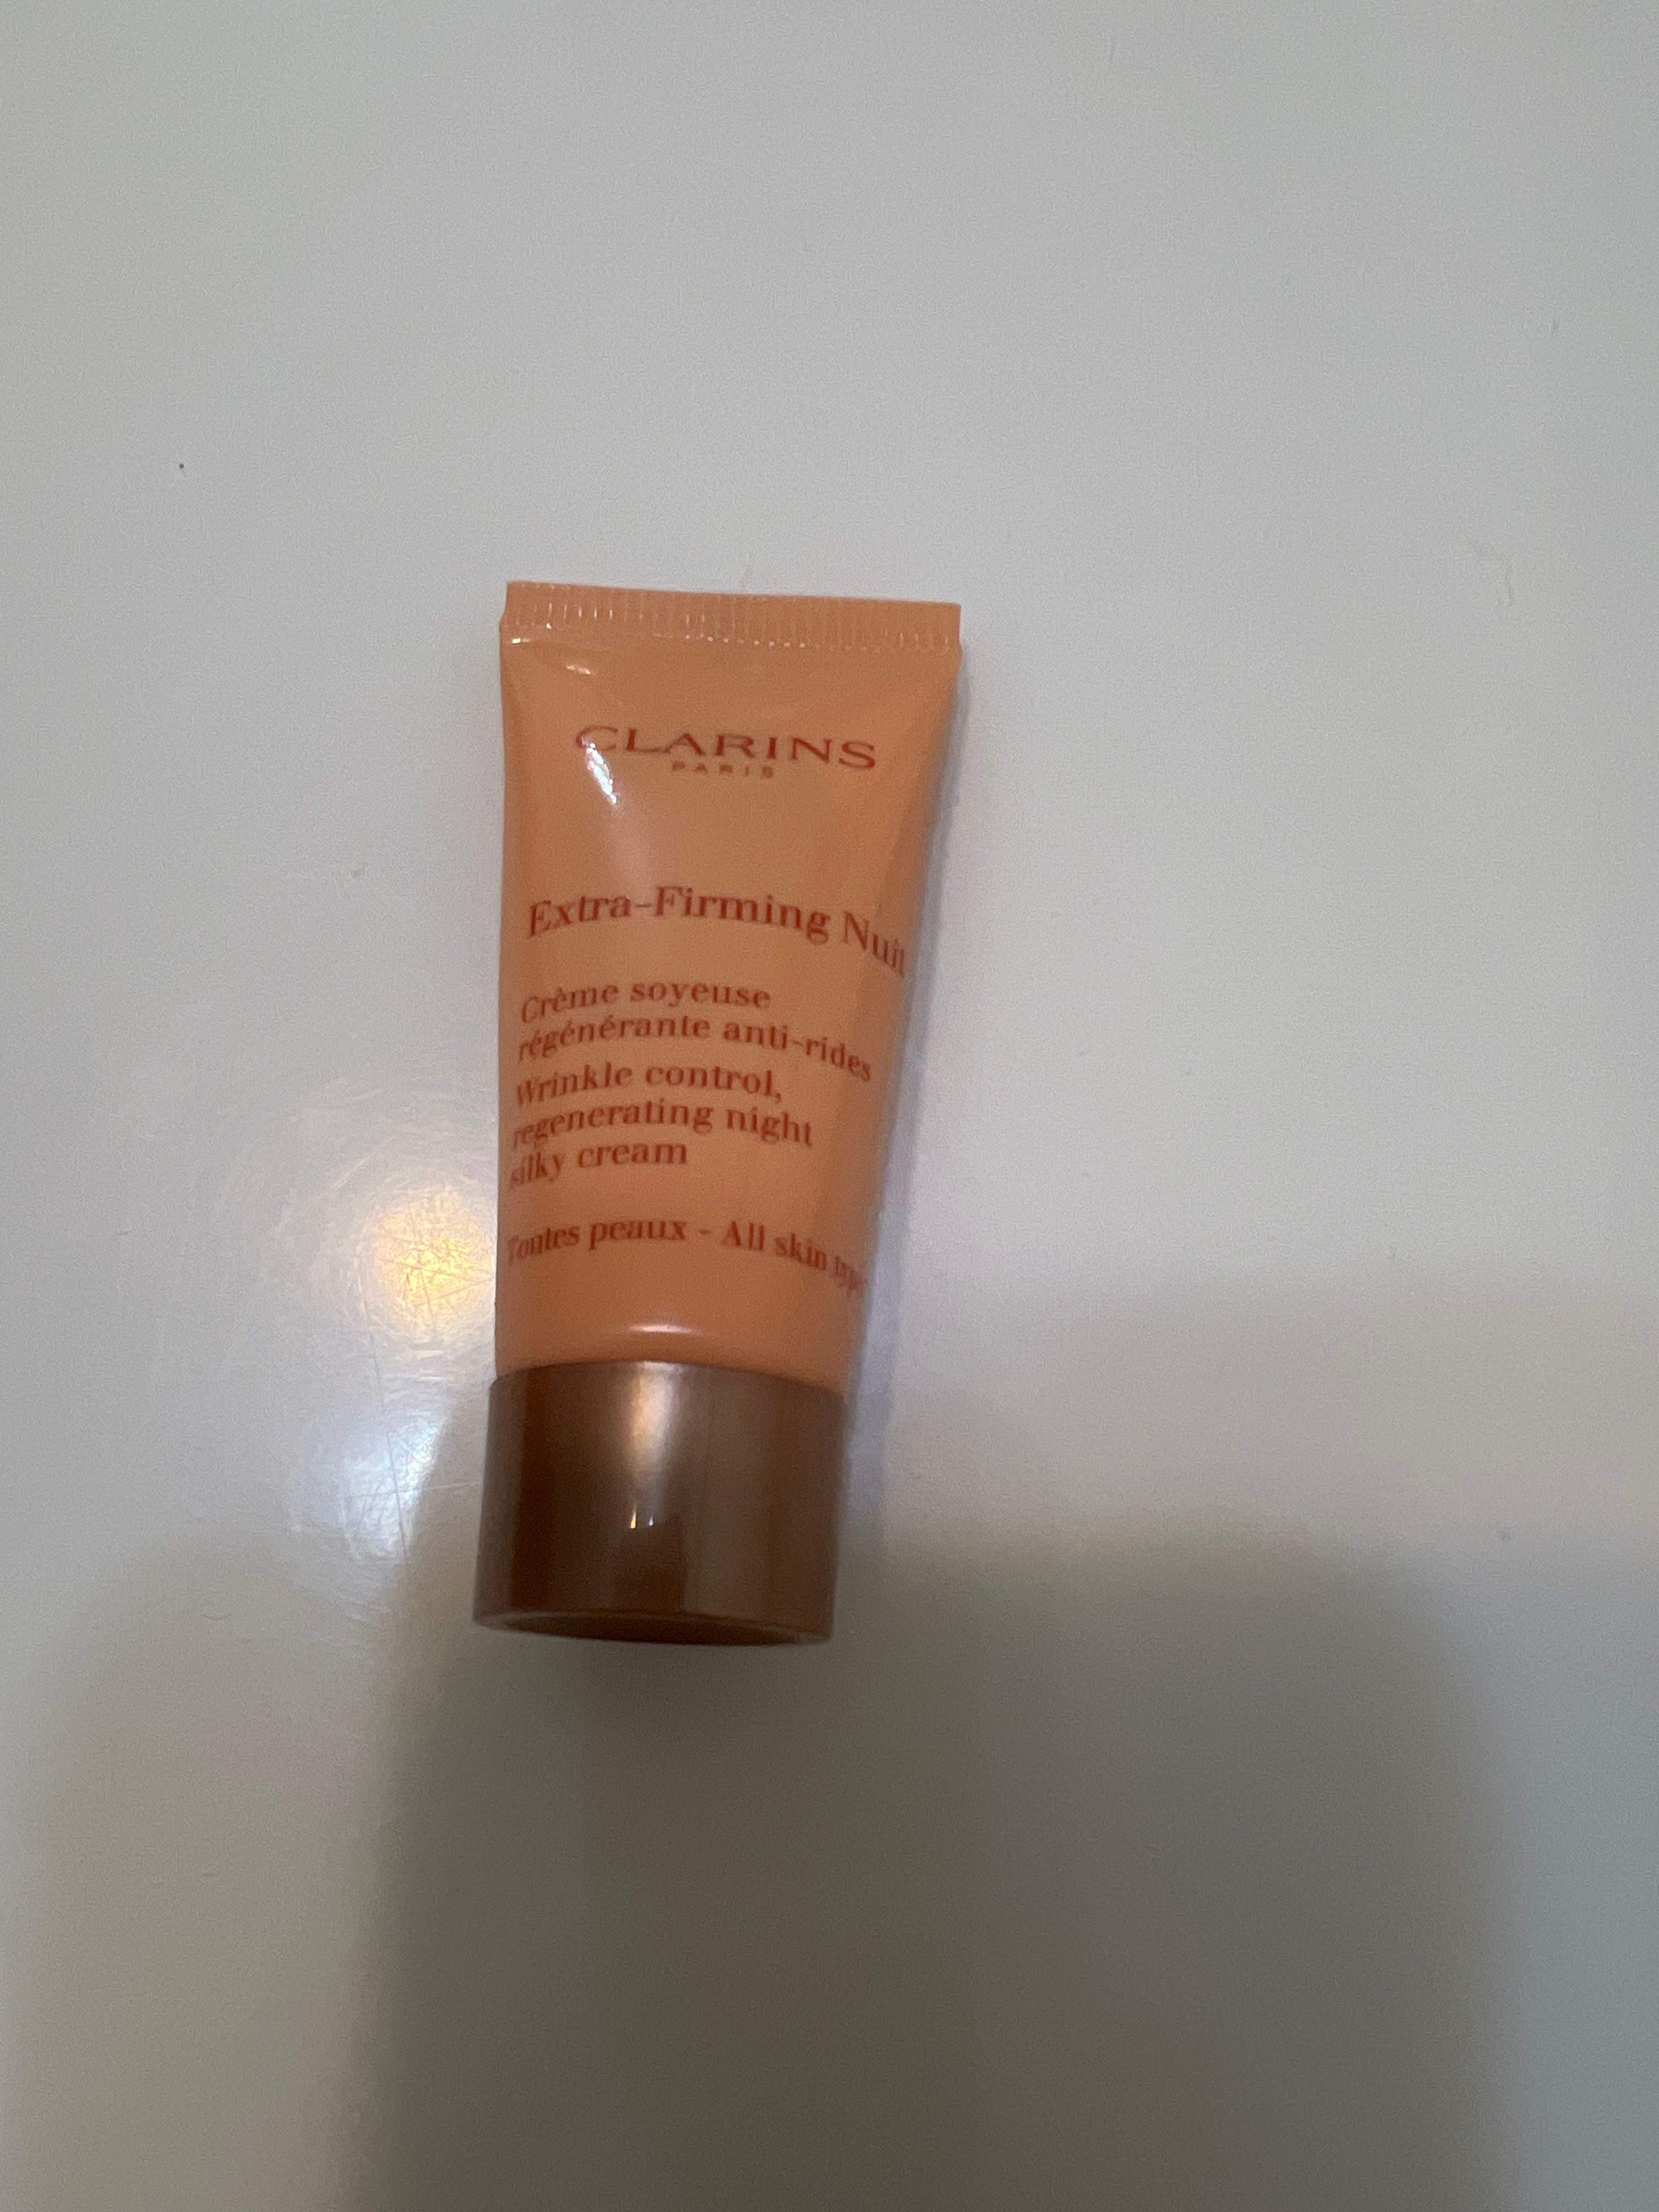 CLARINS
PARIS
Extra-Firming Nuit
Crème soyeuse
régénérante anti-rides
Wrinkle control,
regenerating night
silky cream
Toutes peaux - All skin